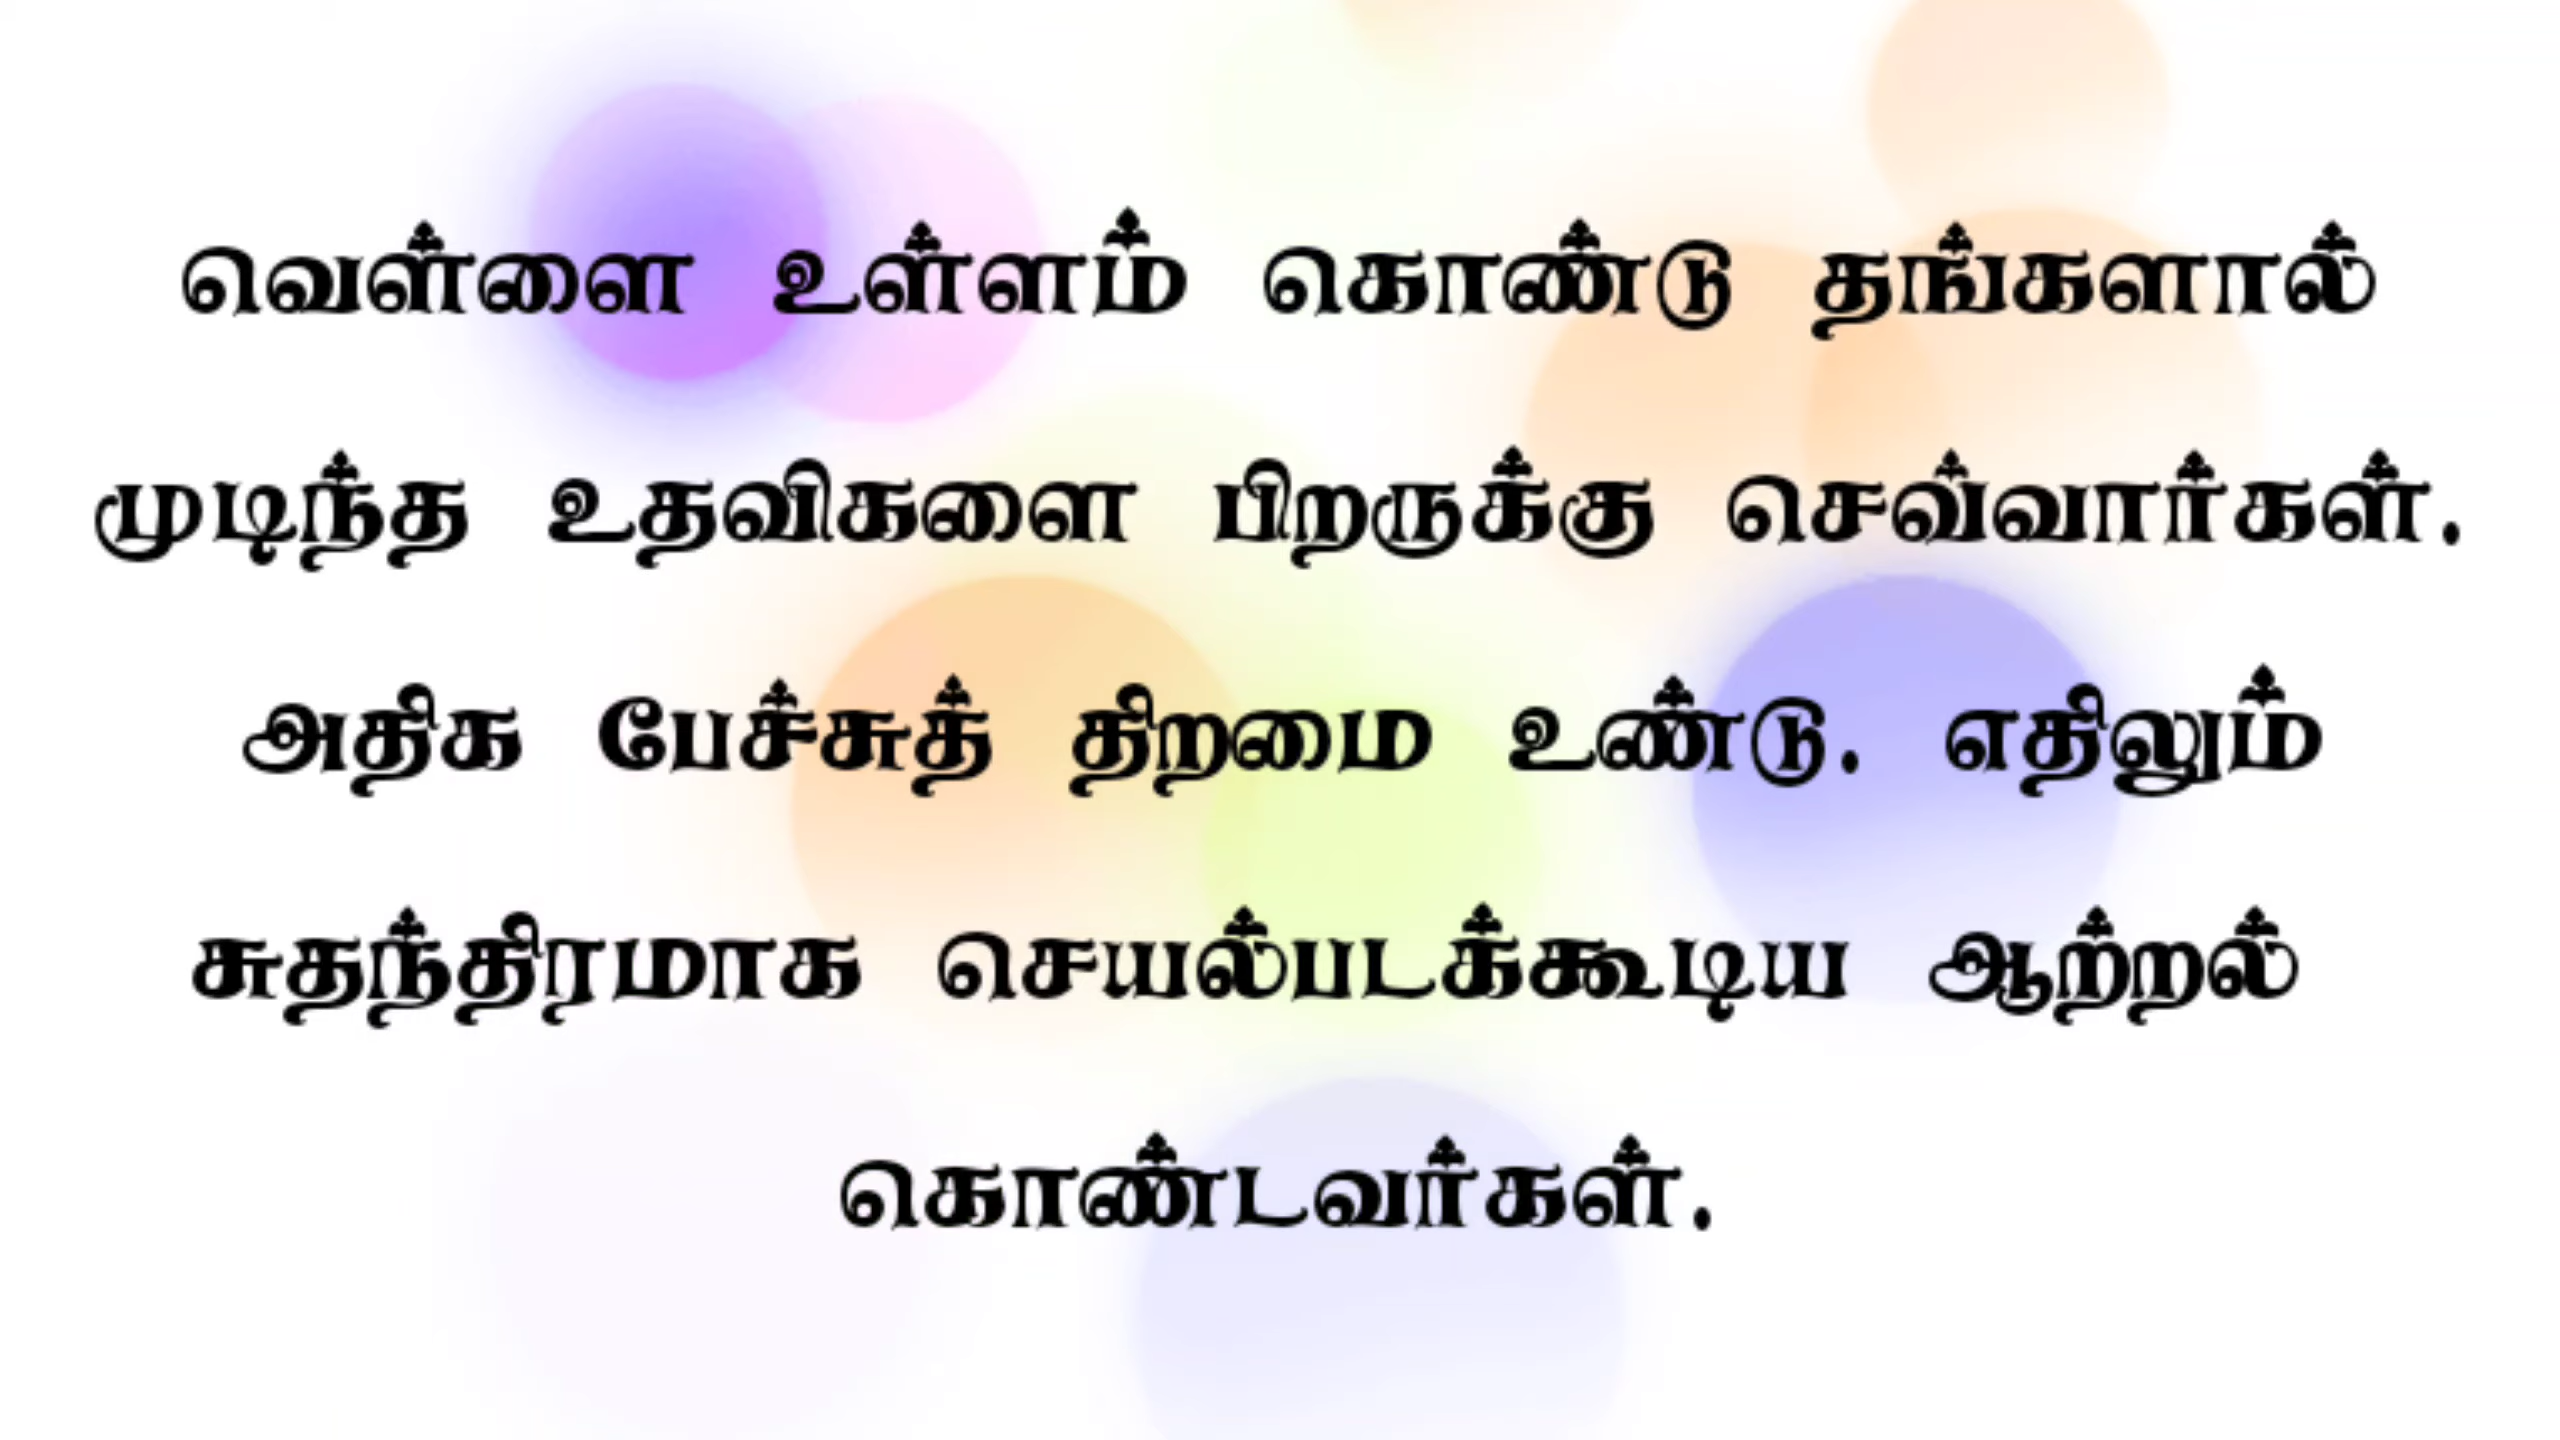 வெள்ளை உள்ளம் கொண்டு தங்களால்
முடிந்த உதவிகளை பிறருக்கு செவ்வார்கள்.
அதிக பேச்சுத் திறமை உண்டு. எதிலும்
சுதந்திரமாக செயல்படக்கூடிய ஆற்றல்
கொண்டவர்கள்.